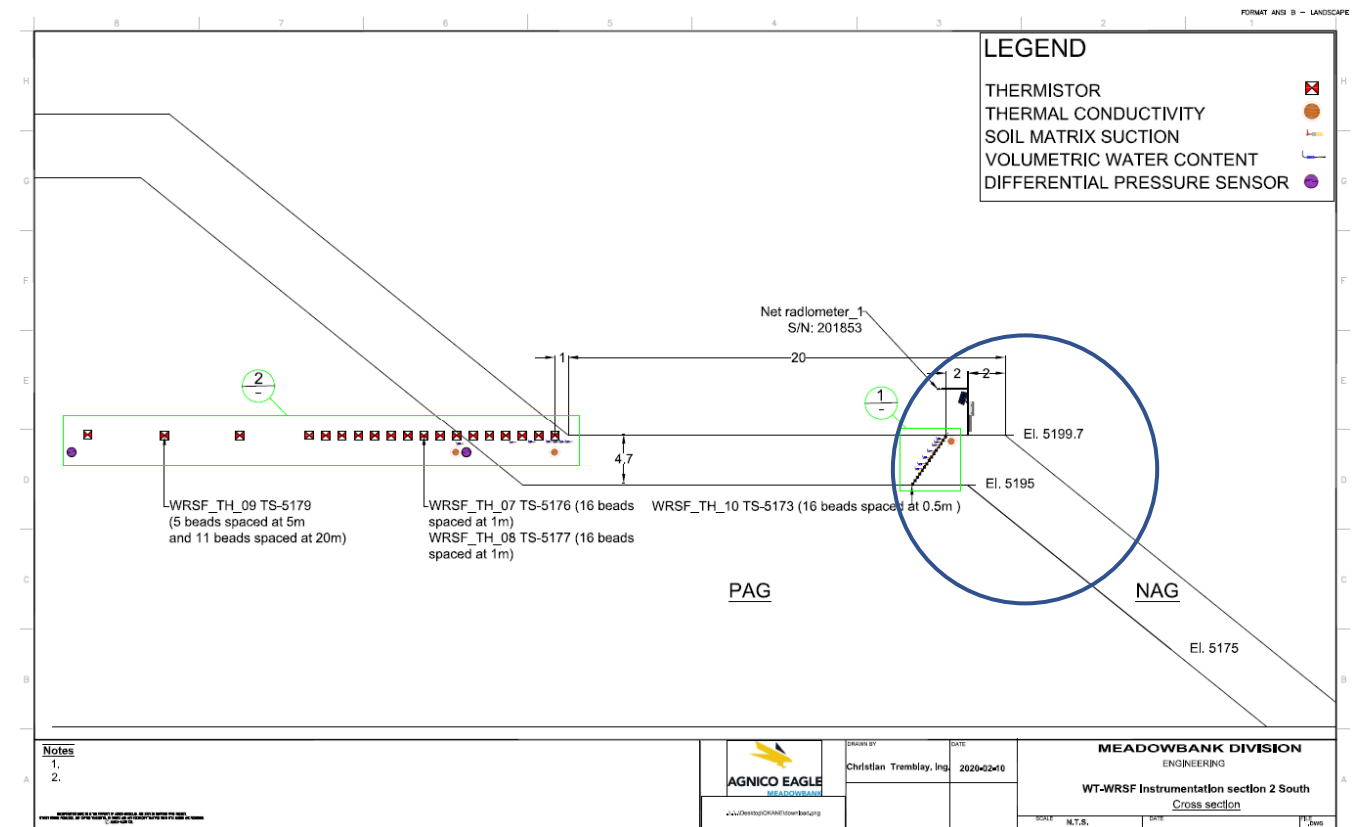 FORMAT ANSI B – LANDSCAPE
8 7 6 5 4 3 2 1
H H
G G
F F
E E
D D
C C
B B
A
LEGEND
THERMISTOR
THERMAL CONDUCTIVITY
SOIL MATRIX SUCTION
VOLUMETRIC WATER CONTENT
DIFFERENTIAL PRESSURE SENSOR
Net radiometer_1
S/N: 201853
1
20
2 2
2
-
1
-
4.7
El. 5199.7
El. 5195
WRSF_TH_09 TS-5179
(5 beads spaced at 5m
and 11 beads spaced at 20m)
WRSF_TH_07 TS-5176 (16 beads
spaced at 1m)
WRSF_TH_08 TS-5177 (16 beads
spaced at 1m)
WRSF_TH_10 TS-5173 (16 beads spaced at 0.5m )
PAG
NAG
El. 5175
Notes
1.
2.
AGNICO EAGLE
MEADOWBANK
DRAWN BY
Christian Tremblay, Ing.
DATE
2020-02-10
MEADOWBANK DIVISION
ENGINEERING
WT-WRSF Instrumentation section 2 South
Cross section
SCALE
N.T.S.
DATE
.DWG